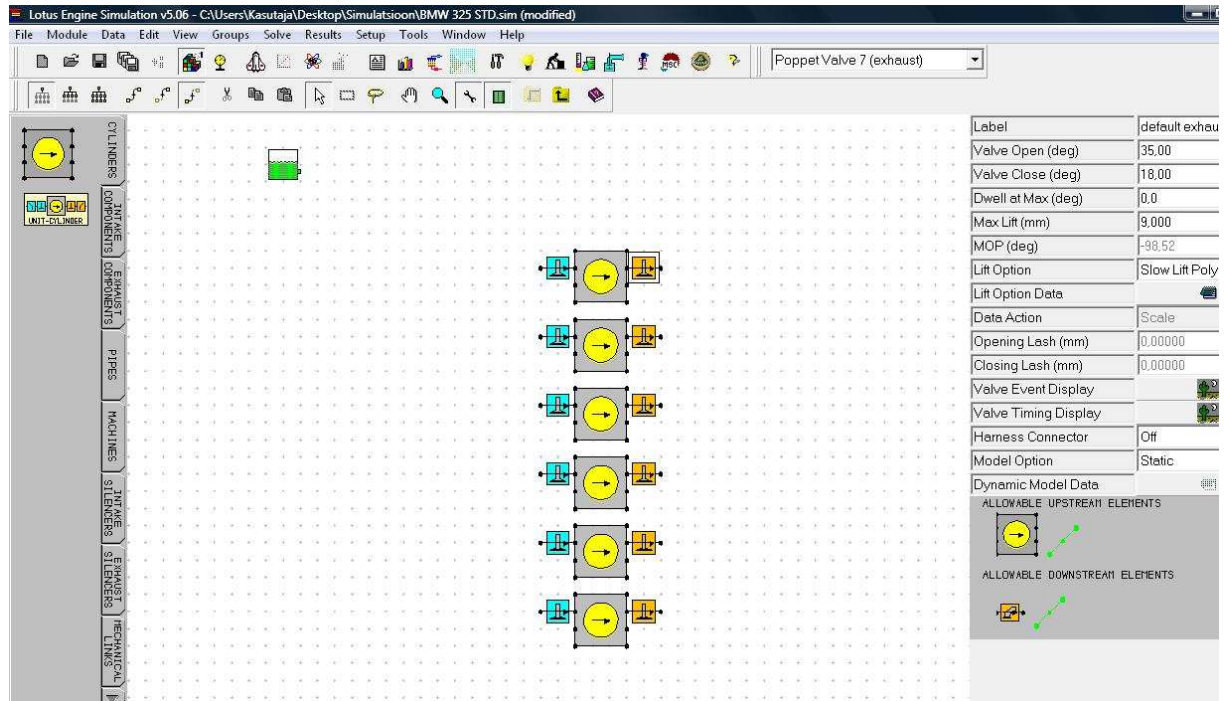 Lotus Engine Simulation v5.06 - C:\Users\Kasutaja\Desktop\Simulatsioon\BMW 325 STD.sim (modified)
File Module Data Edit View Groups Solve Results Setup Tools Window Help
MSC
Poppet Valve 7 (exhaust)
CYLINDERS
UNIT-CYLINDER
INTAKE COMPONENTS
EXHAUST COMPONENTS
PIPES
MACHINES
INTAKE SILENCERS
EXHAUST SILENCERS
MECHANICAL LINKS
Label default exhau
Valve Open (deg) 35,00
Valve Close (deg) 18,00
Dwell at Max (deg) 0,0
Max Lift (mm) 9,000
MOP (deg) -98,52
Lift Option Slow Lift Poly
Lift Option Data
Data Action Scale
Opening Lash (mm) 0,00000
Closing Lash (mm) 0,00000
Valve Event Display
Valve Timing Display
Harness Connector Off
Model Option Static
Dynamic Model Data
ALLOWABLE UPSTREAM ELEMENTS
ALLOWABLE DOWNSTREAM ELEMENTS